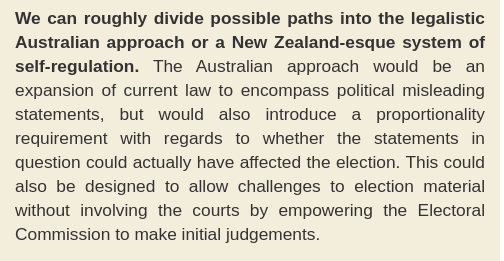 We can roughly divide possible paths into the legalistic
Australian approach or a New Zealand-esque system of
self-regulation. The Australian approach would be an
expansion of current law to encompass political misleading
statements, but would also introduce a proportionality
requirement with regards to whether the statements in
question could actually have affected the election. This could
also be designed to allow challenges to election material
without involving the courts by empowering the Electoral
Commission to make initial judgements.